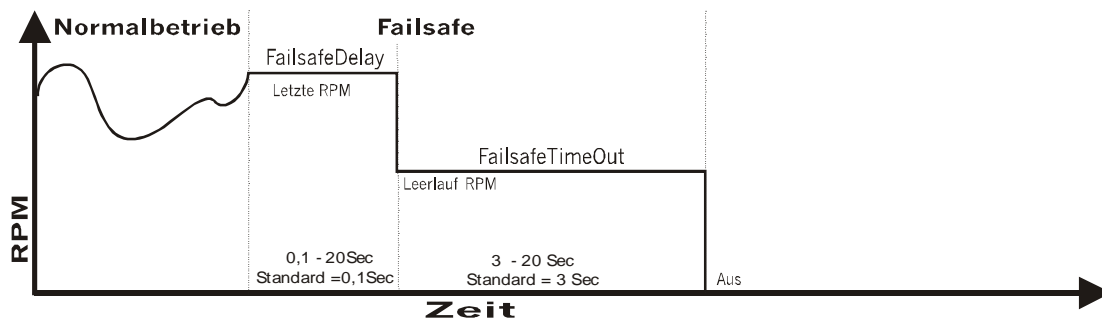 Normalbetrieb
Failsafe
FailsafeDelay
Letzte RPM
FailsafeTimeOut
Leerlauf RPM
RPM
0,1 - 20Sec
Standard =0,1Sec
3 - 20 Sec
Standard = 3 Sec
Aus
Zeit